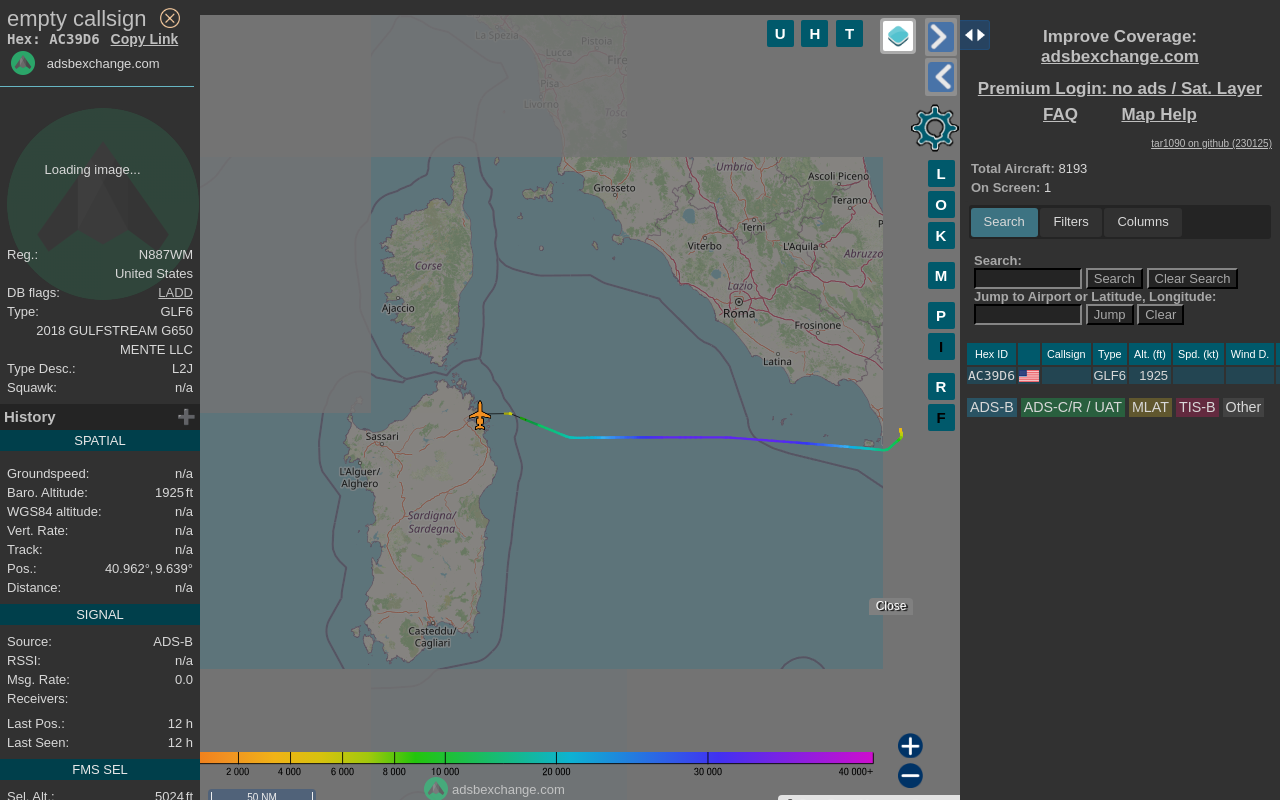 empty callsign
Hex: AC39D6 Copy Link
adsbexchange.com
Loading image...
Reg.: N887WM
United States
DB flags: LADD
Type: GLF6
2018 GULFSTREAM G650
MENTE LLC
Type Desc.: L2J
Squawk: n/a
History
SPATIAL
Groundspeed: n/a
Baro. Altitude: 1925 ft
WGS84 altitude: n/a
Vert. Rate: n/a
Track: n/a
Pos.: 40.962°, 9.639°
Distance: n/a
SIGNAL
Source: ADS-B
RSSI: n/a
Msg. Rate: 0.0
Receivers:
Last Pos.: 12 h
Last Seen: 12 h
FMS SEL
Sel. Alt.: 5024 ft
La Spezia
Pistoia
Lucca
Fire
Pisa
Livorno
Tosc
S
Umbria
Grosseto
Ascoli Piceno
Teramo
P
Terni
Viterbo
L'Aquila
Abruzzo
Corse
Lazio
Ajaccio
Roma
Frosinone
Latina
Sassari
L'Alguer/
Alghero
Sardigna/
Sardegna
Casteddu/
Cagliari
U H T
L
O
K
M
P
I
R
F
Close
2 000 4 000 6 000 8 000 10 000 20 000 30 000 40 000+
adsbexchange.com
50 NM
Improve Coverage:
adsbexchange.com
Premium Login: no ads / Sat. Layer
FAQ Map Help
tar1090 on github (230125)
Total Aircraft: 8193
On Screen: 1
Search Filters Columns
Search:
Search Clear Search
Jump to Airport or Latitude, Longitude:
Jump Clear
Hex ID Callsign Type Alt. (ft) Spd. (kt) Wind D.
AC39D6 GLF6 1925
ADS-B ADS-C/R / UAT MLAT TIS-B Other